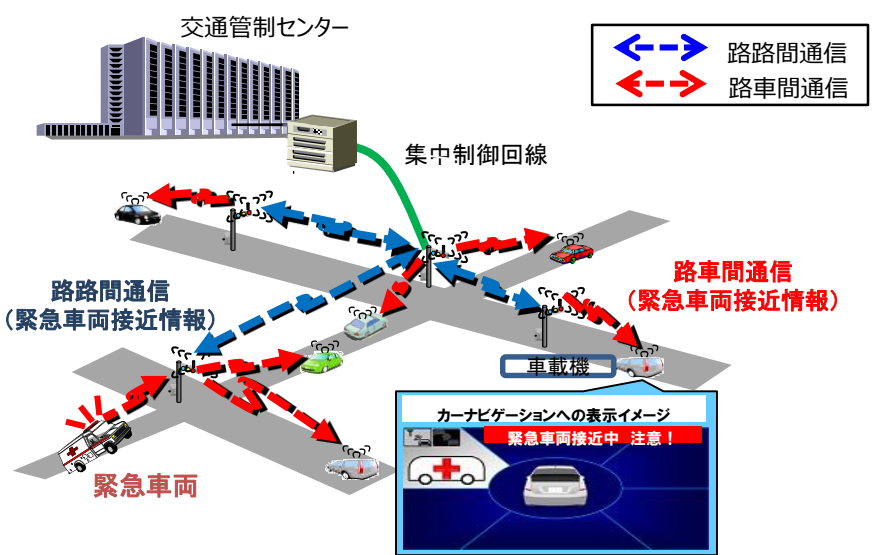 交通管制センター
路路間通信
路車間通信
集中制御回線
路車間通信
（緊急車両接近情報）
路路間通信
（緊急車両接近情報）
車載機
カーナビゲーションへの表示イメージ
緊急車両接近中　注意！
緊急車両